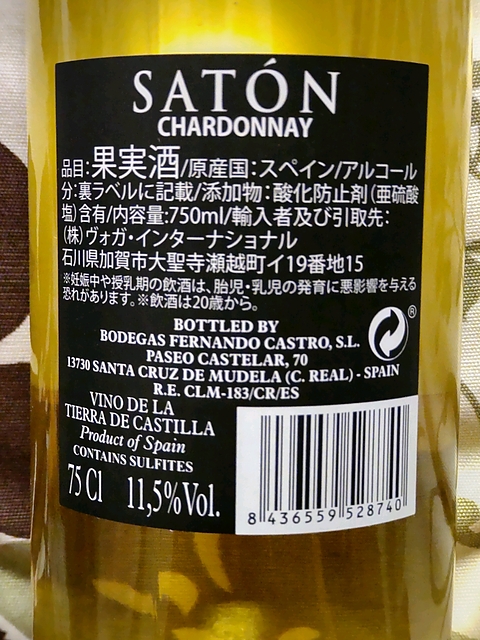 SATÓN
CHARDONNAY
品目:果実酒/原産国:スペイン/アルコール
分:裏ラベルに記載/添加物:酸化防止剤(亜硫酸
塩)含有/内容量:750ml/輸入者及び引取先:
(株)ヴォガ・インターナショナル
石川県加賀市大聖寺瀬越町イ19番地15
※妊娠中や授乳期の飲酒は、胎児・乳児の発育に悪影響を与える
恐れがあります。※飲酒は20歳から。
BOTTLED BY
BODEGAS FERNANDO CASTRO, S.L.
PASEO CASTELAR, 70
13730 SANTA CRUZ DE MUDELA (C. REAL) - SPAIN
R.E. CLM-183/CR/ES
®
VINO DE LA
TIERRA DE CASTILLA
Product of Spain
CONTAINS SULFITES
75 Cl 11,5%Vol.
8 436559 528740